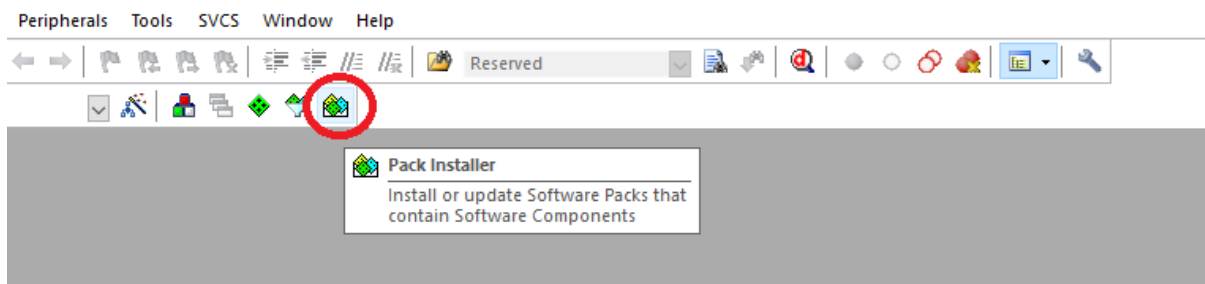 Peripherals Tools SVCS Window Help
Reserved
Pack Installer
Install or update Software Packs that
contain Software Components